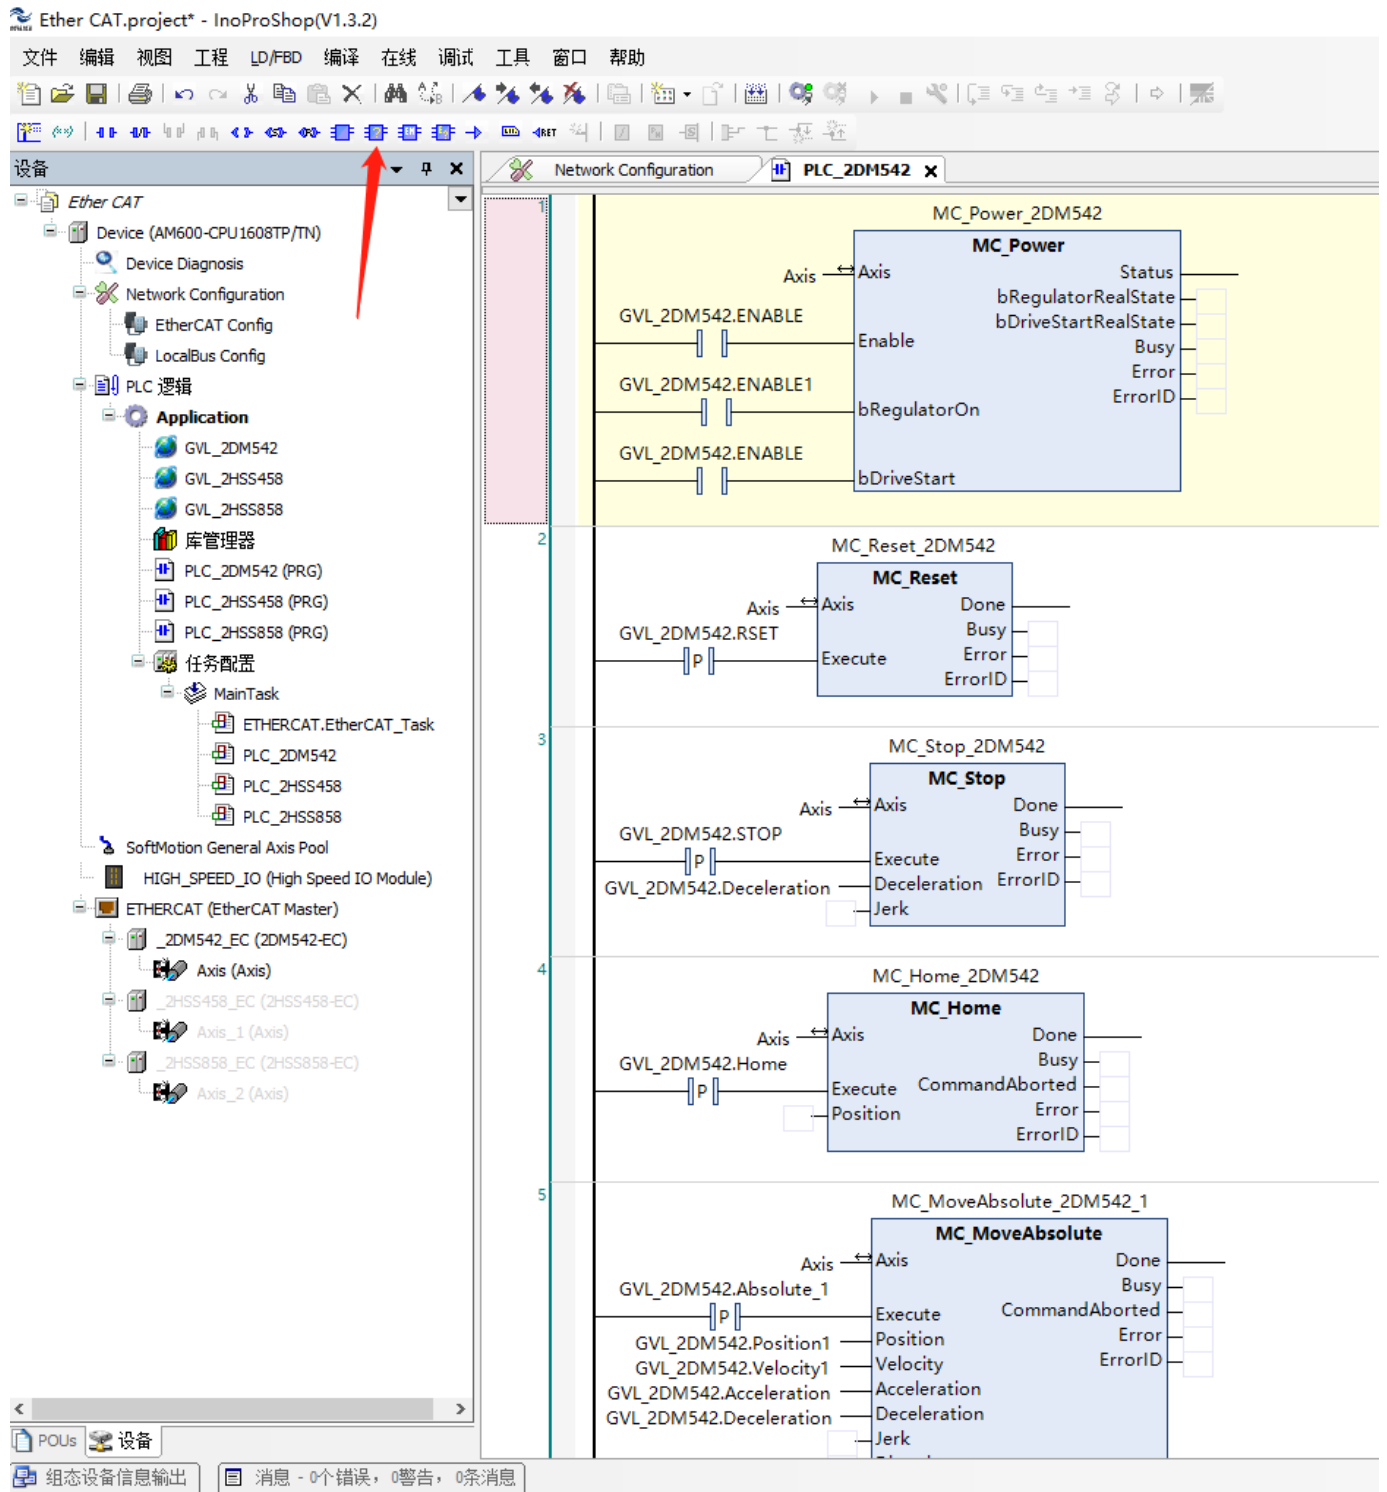 Ether CAT.project* - InoProShop(V1.3.2)
文件 编辑 视图 工程 LD/FBD 编译 在线 调试 工具 窗口 帮助
设备
Ether CAT
Device (AM600-CPU1608TP/TN)
Device Diagnosis
Network Configuration
EtherCAT Config
LocalBus Config
PLC 逻辑
Application
GVL_2DM542
GVL_2HSS458
GVL_2HSS858
库管理器
PLC_2DM542 (PRG)
PLC_2HSS458 (PRG)
PLC_2HSS858 (PRG)
任务配置
MainTask
ETHERCAT.EtherCAT_Task
PLC_2DM542
PLC_2HSS458
PLC_2HSS858
SoftMotion General Axis Pool
HIGH_SPEED_IO (High Speed IO Module)
ETHERCAT (EtherCAT Master)
_2DM542_EC (2DM542-EC)
Axis (Axis)
_2HSS458_EC (2HSS458-EC)
Axis_1 (Axis)
_2HSS858_EC (2HSS858-EC)
Axis_2 (Axis)
POUs 设备
Network Configuration PLC_2DM542
1
MC_Power_2DM542
MC_Power
Axis Axis Status
bRegulatorRealState
GVL_2DM542.ENABLE bDriveStartRealState
Enable Busy
Error
GVL_2DM542.ENABLE1 ErrorID
bRegulatorOn
GVL_2DM542.ENABLE
bDriveStart
2
MC_Reset_2DM542
MC_Reset
Axis Axis Done
GVL_2DM542.RSET Busy
P Execute Error
ErrorID
3
MC_Stop_2DM542
MC_Stop
Axis Axis Done
GVL_2DM542.STOP Busy
P Execute Error
GVL_2DM542.Deceleration Deceleration ErrorID
Jerk
4
MC_Home_2DM542
MC_Home
Axis Axis Done
GVL_2DM542.Home Busy
P Execute CommandAborted
Position Error
ErrorID
5
MC_MoveAbsolute_2DM542_1
MC_MoveAbsolute
Axis Axis Done
GVL_2DM542.Absolute_1 Busy
P Execute CommandAborted
GVL_2DM542.Position1 Position Error
GVL_2DM542.Velocity1 Velocity ErrorID
GVL_2DM542.Acceleration Acceleration
GVL_2DM542.Deceleration Deceleration
Jerk
组态设备信息输出 消息 - 0个错误，0警告，0条消息